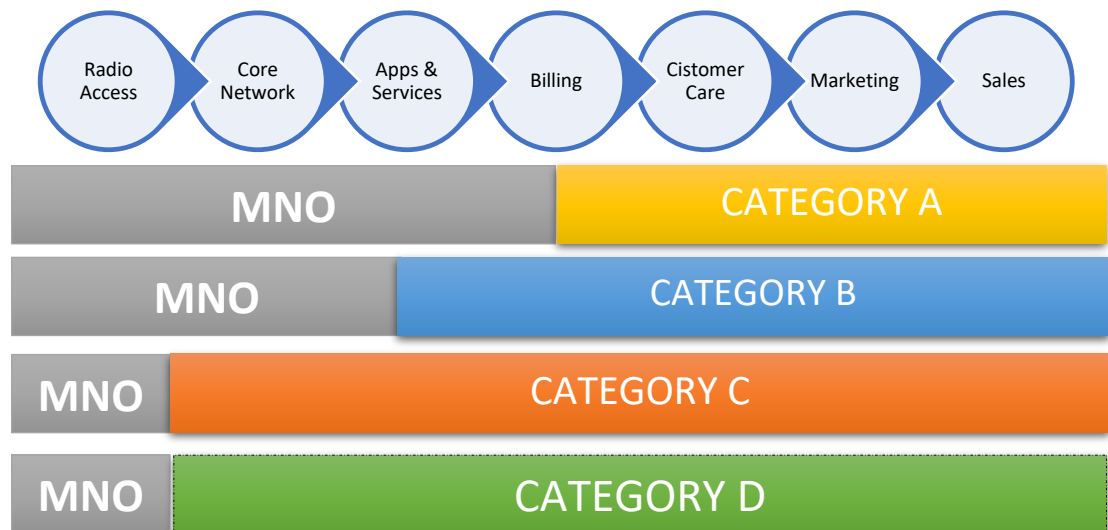 Radio
Access
Core
Network
Apps &
Services
Billing
Cistomer
Care
Marketing
Sales
MNO
CATEGORY A
MNO
CATEGORY B
MNO
CATEGORY C
MNO
CATEGORY D